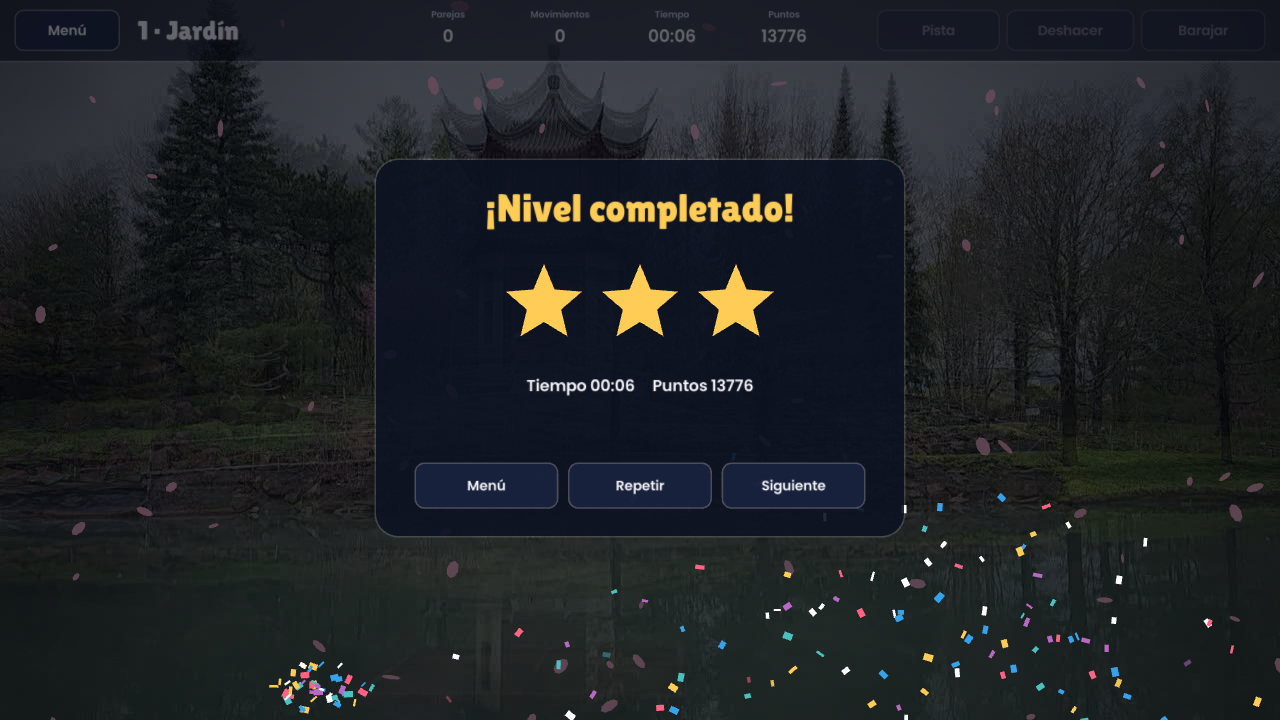 Menú
1 · Jardín
Parejas
0
Movimientos
0
Tiempo
00:06
Puntos
13776
Pista
Deshacer
Barajar
¡Nivel completado!
Tiempo 00:06 Puntos 13776
Menú
Repetir
Siguiente